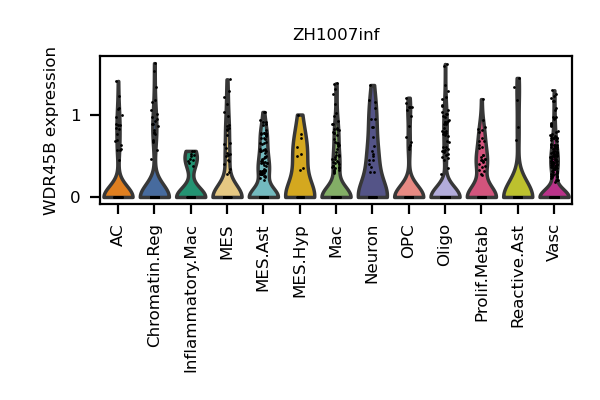 ZH1007inf
WDR45B expression
1
0
AC
Chromatin.Reg
Inflammatory.Mac
MES
MES.Ast
MES.Hyp
Mac
Neuron
OPC
Oligo
Prolif.Metab
Reactive.Ast
Vasc